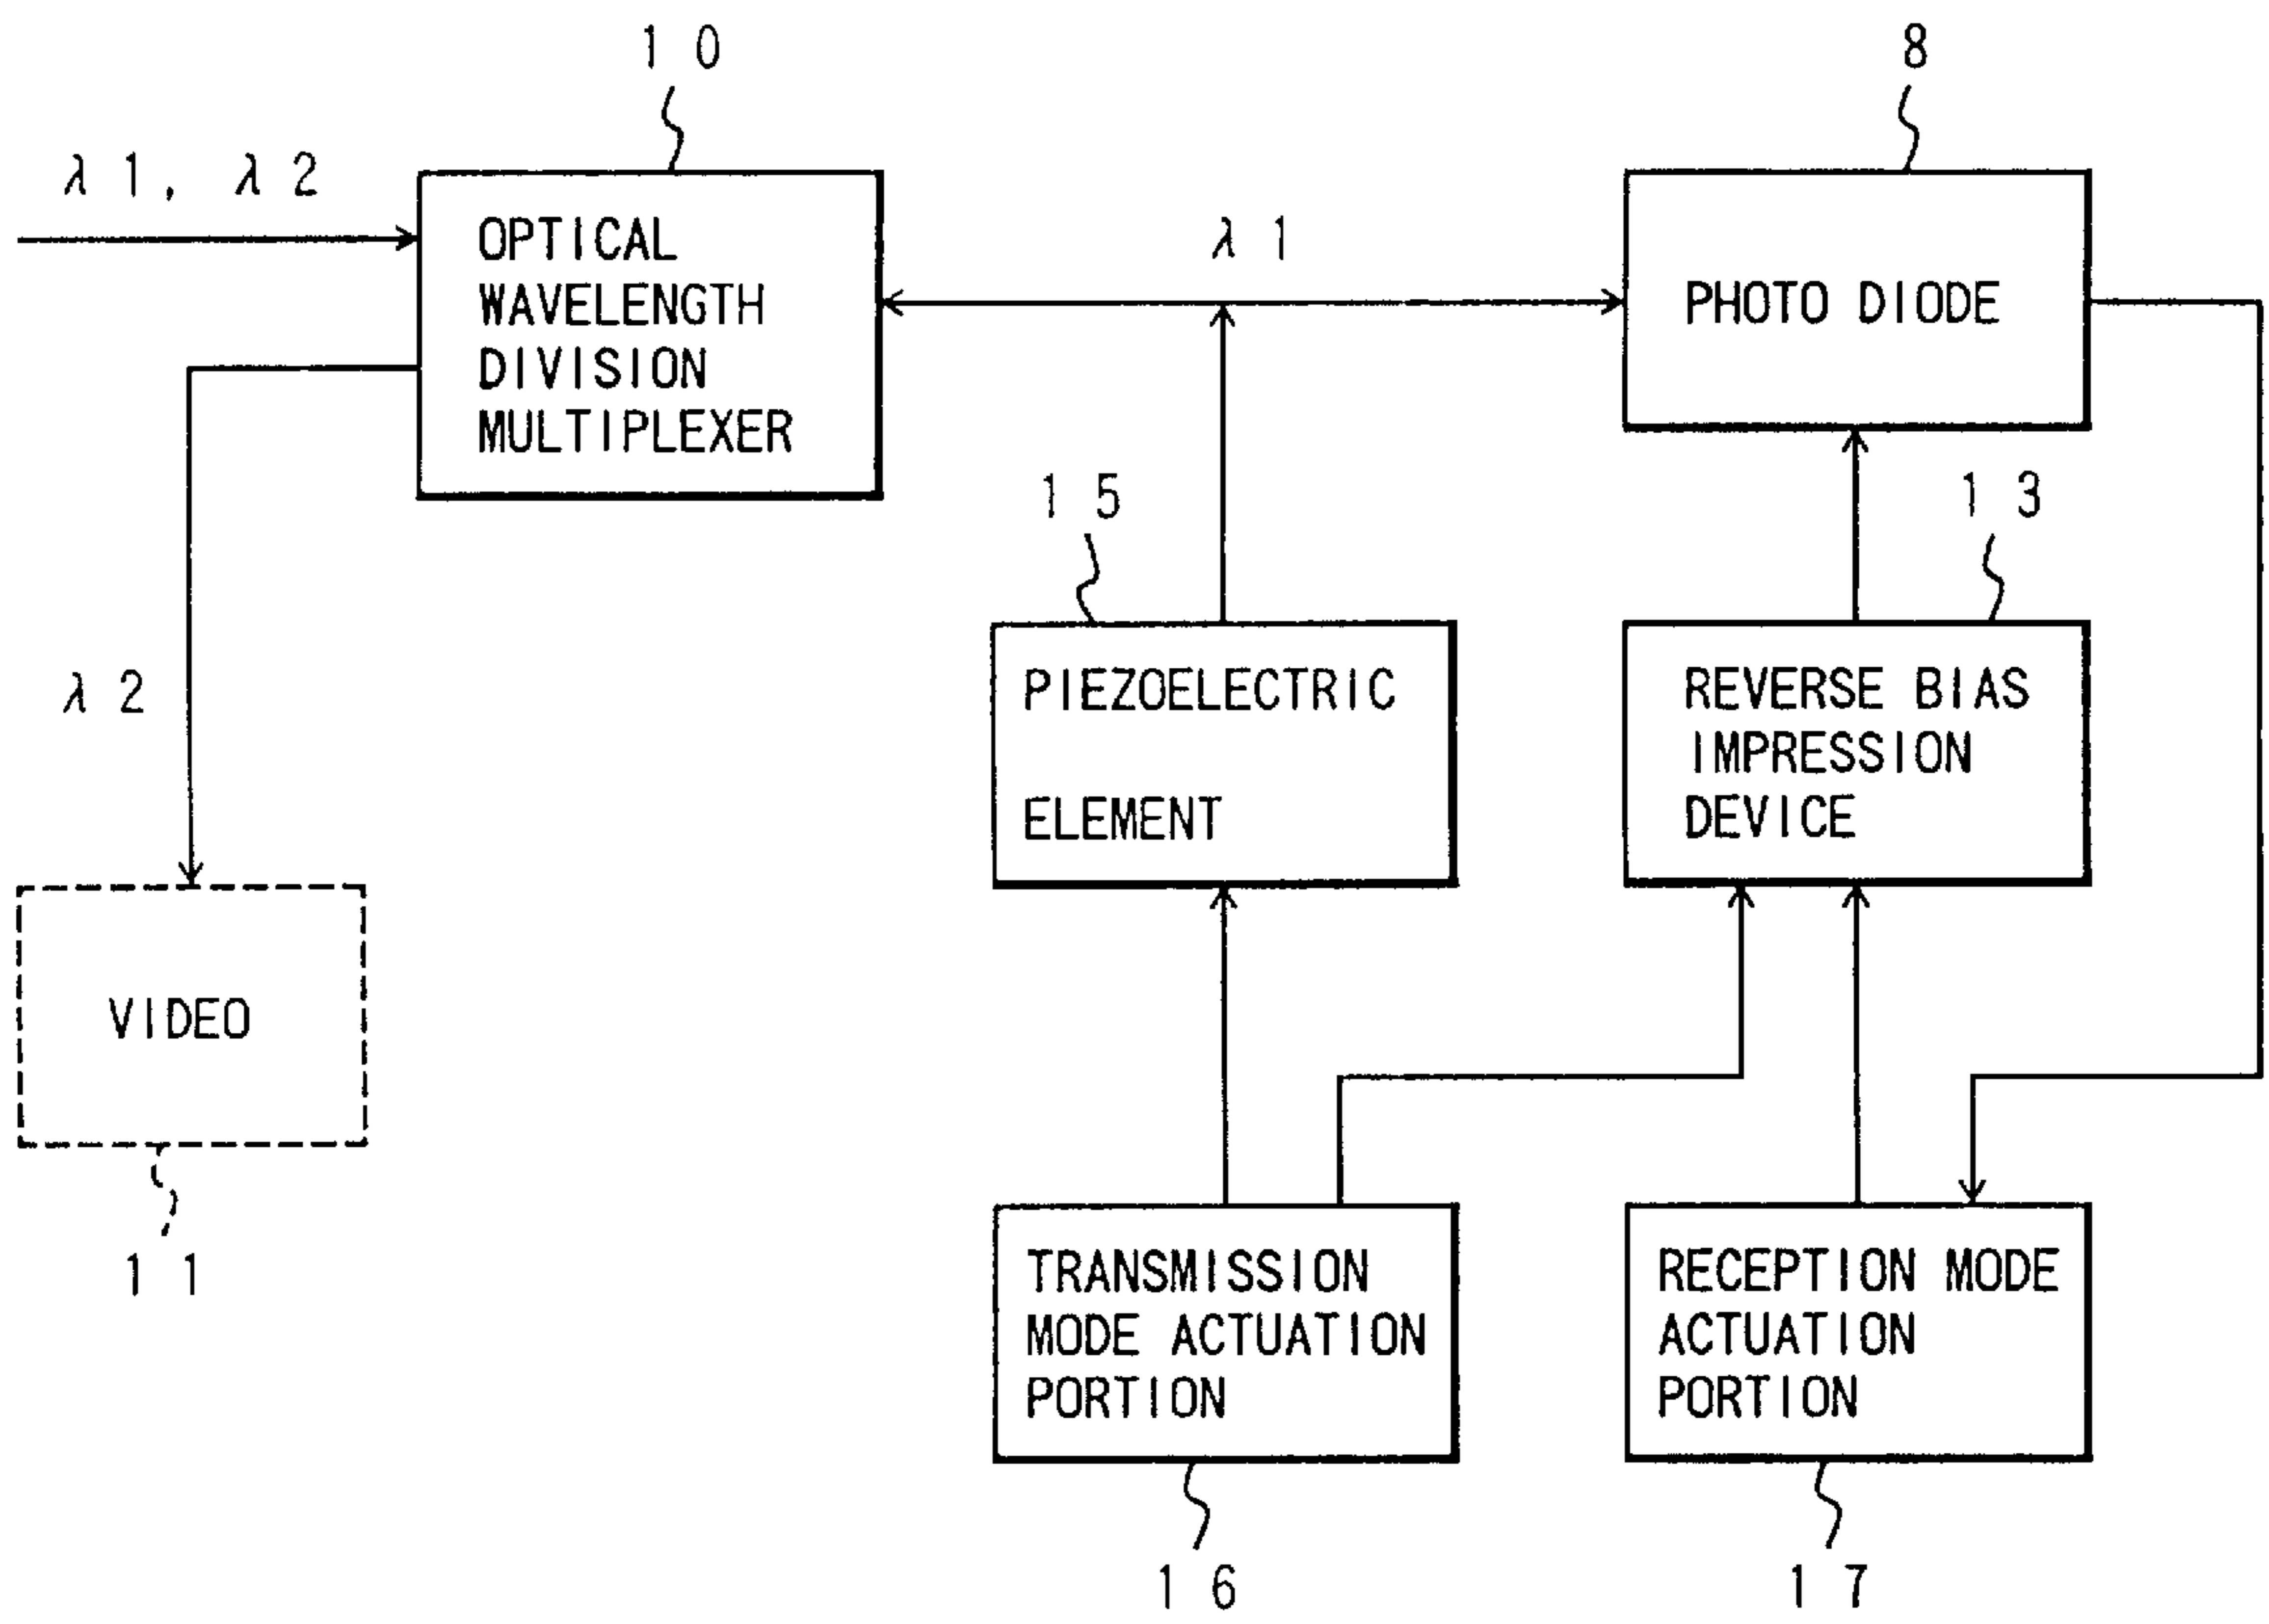 1 0
8
λ 1, λ 2
OPTICAL
WAVELENGTH
DIVISION
MULTIPLEXER
λ 1
PHOTO DIODE
1 5
1 3
λ 2
PIEZOELECTRIC
ELEMENT
REVERSE BIAS
IMPRESSION
DEVICE
VIDEO
1 1
TRANSMISSION
MODE ACTUATION
PORTION
RECEPTION MODE
ACTUATION
PORTION
1 6
1 7